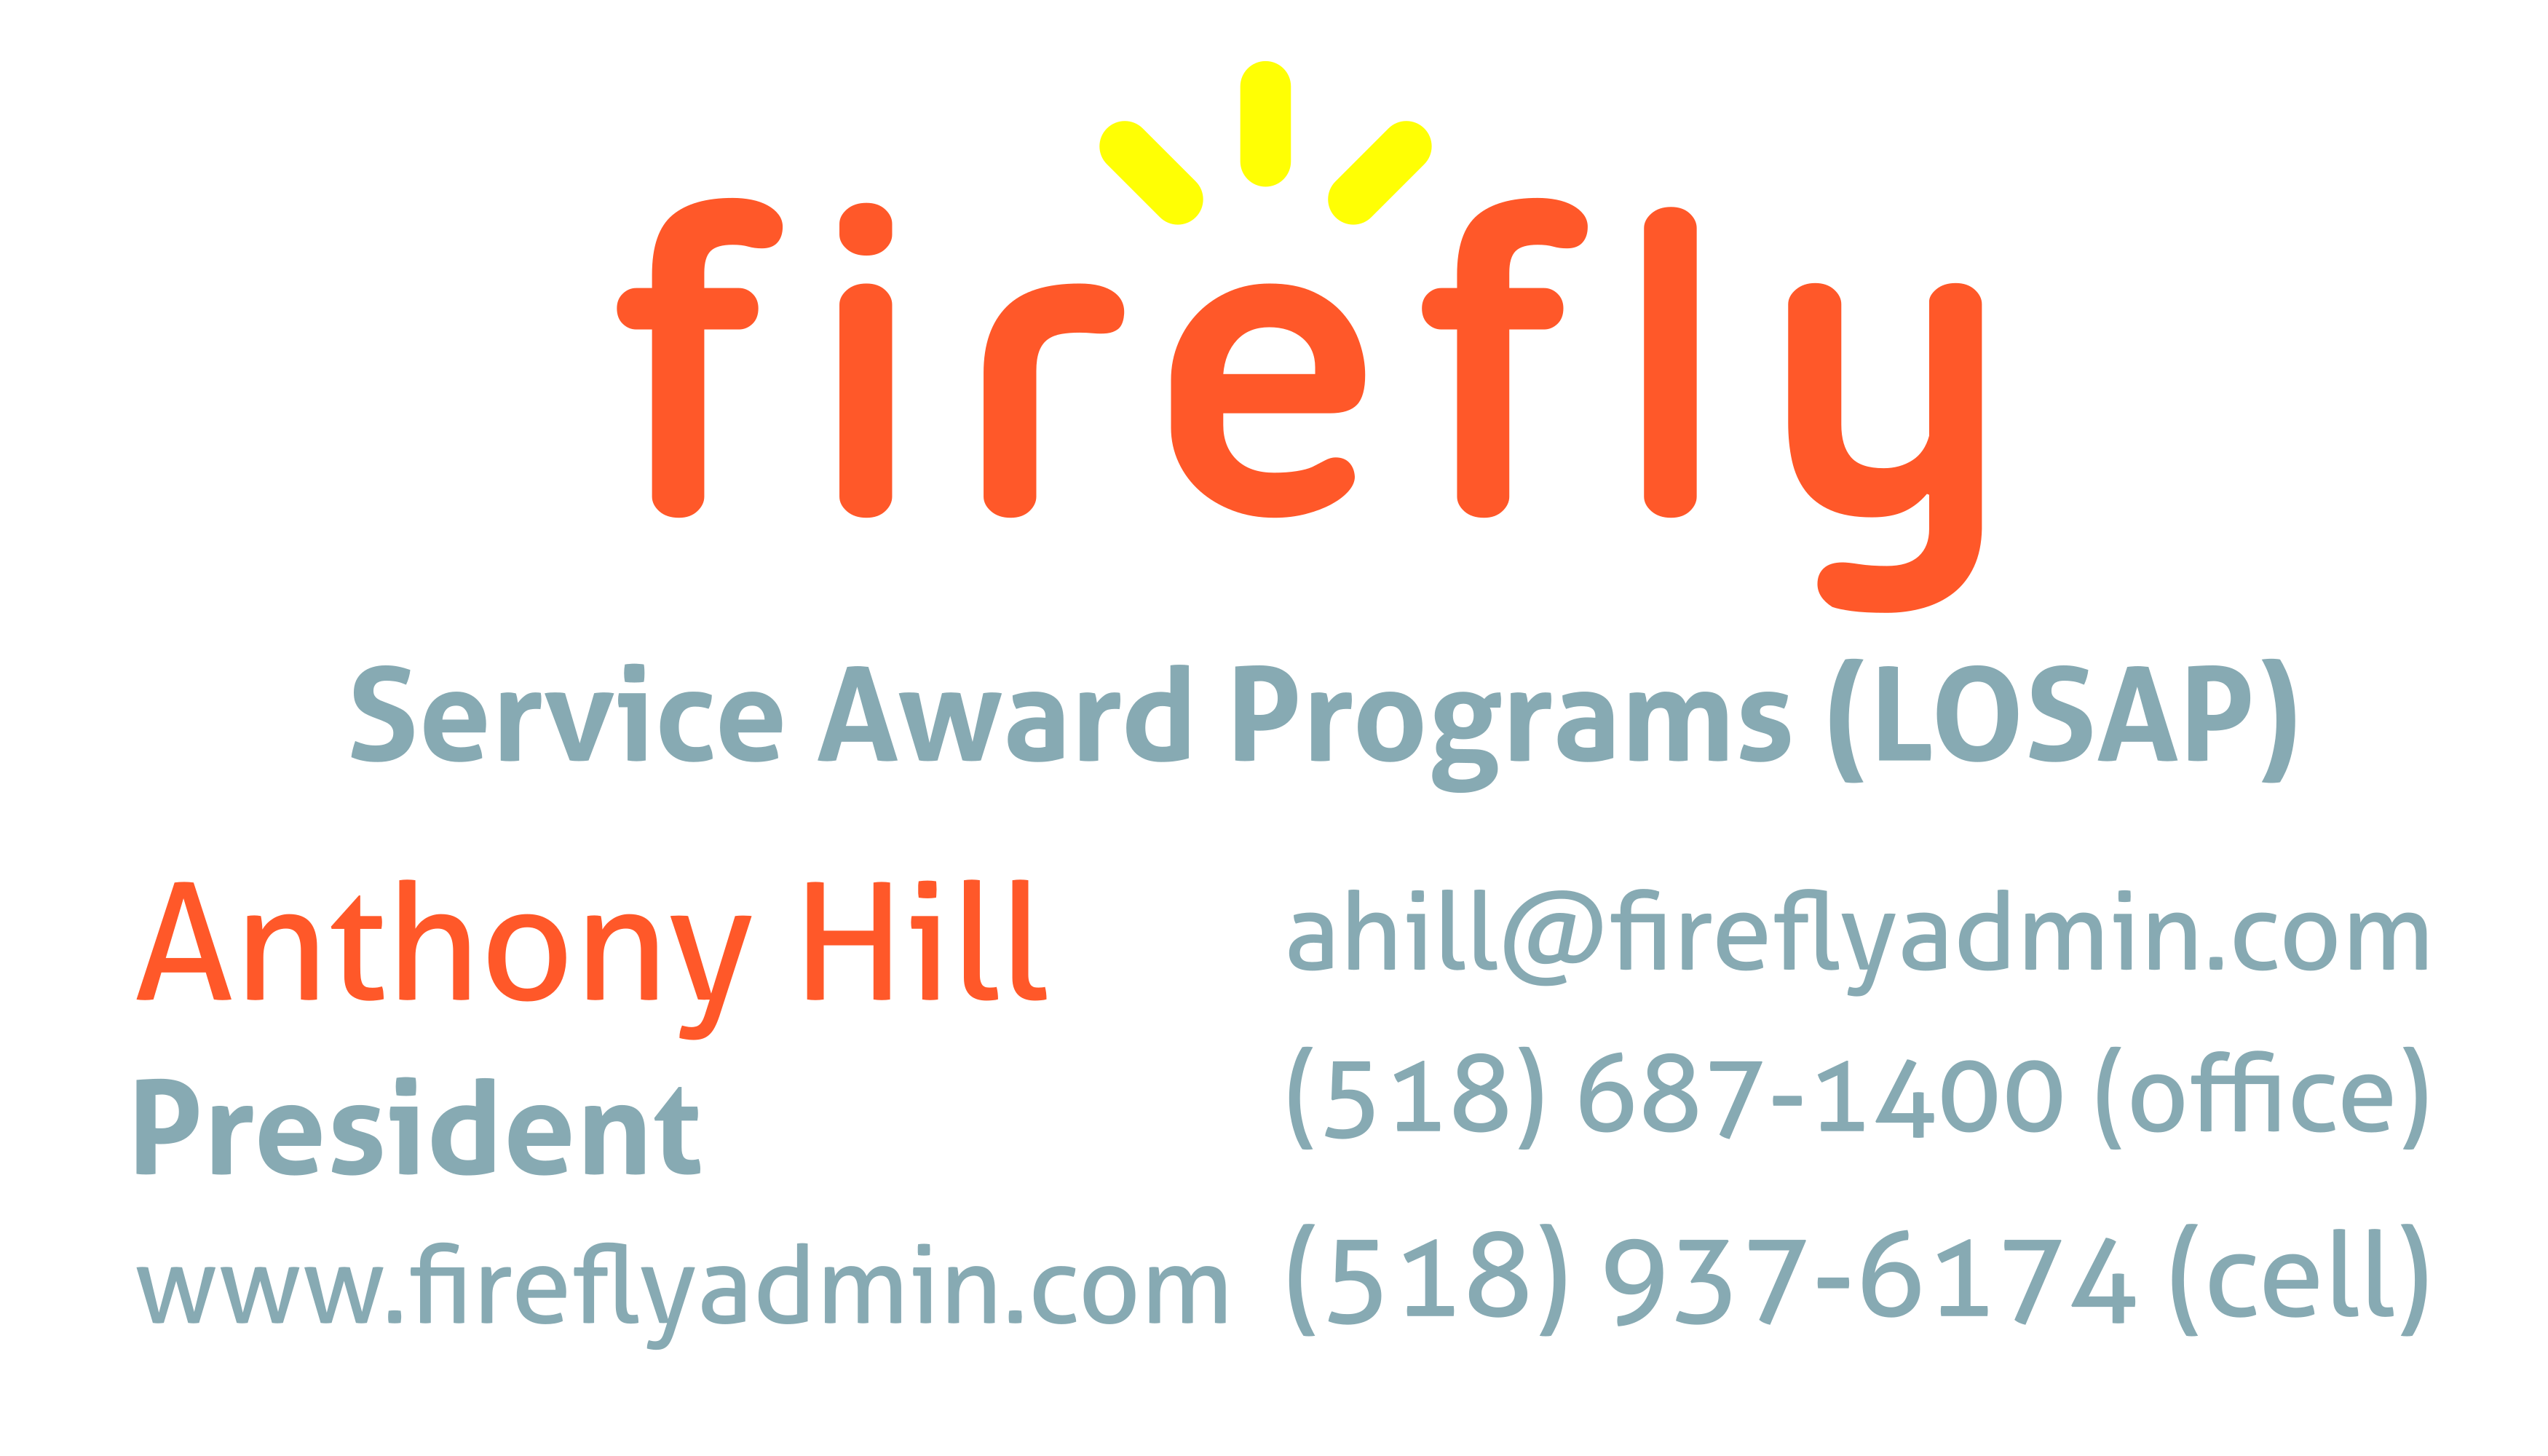 firefly
Service Award Programs (LOSAP)
Anthony Hill
President
www.fireflyadmin.com
ahill@fireflyadmin.com
(518) 687-1400 (office)
(518) 937-6174 (cell)